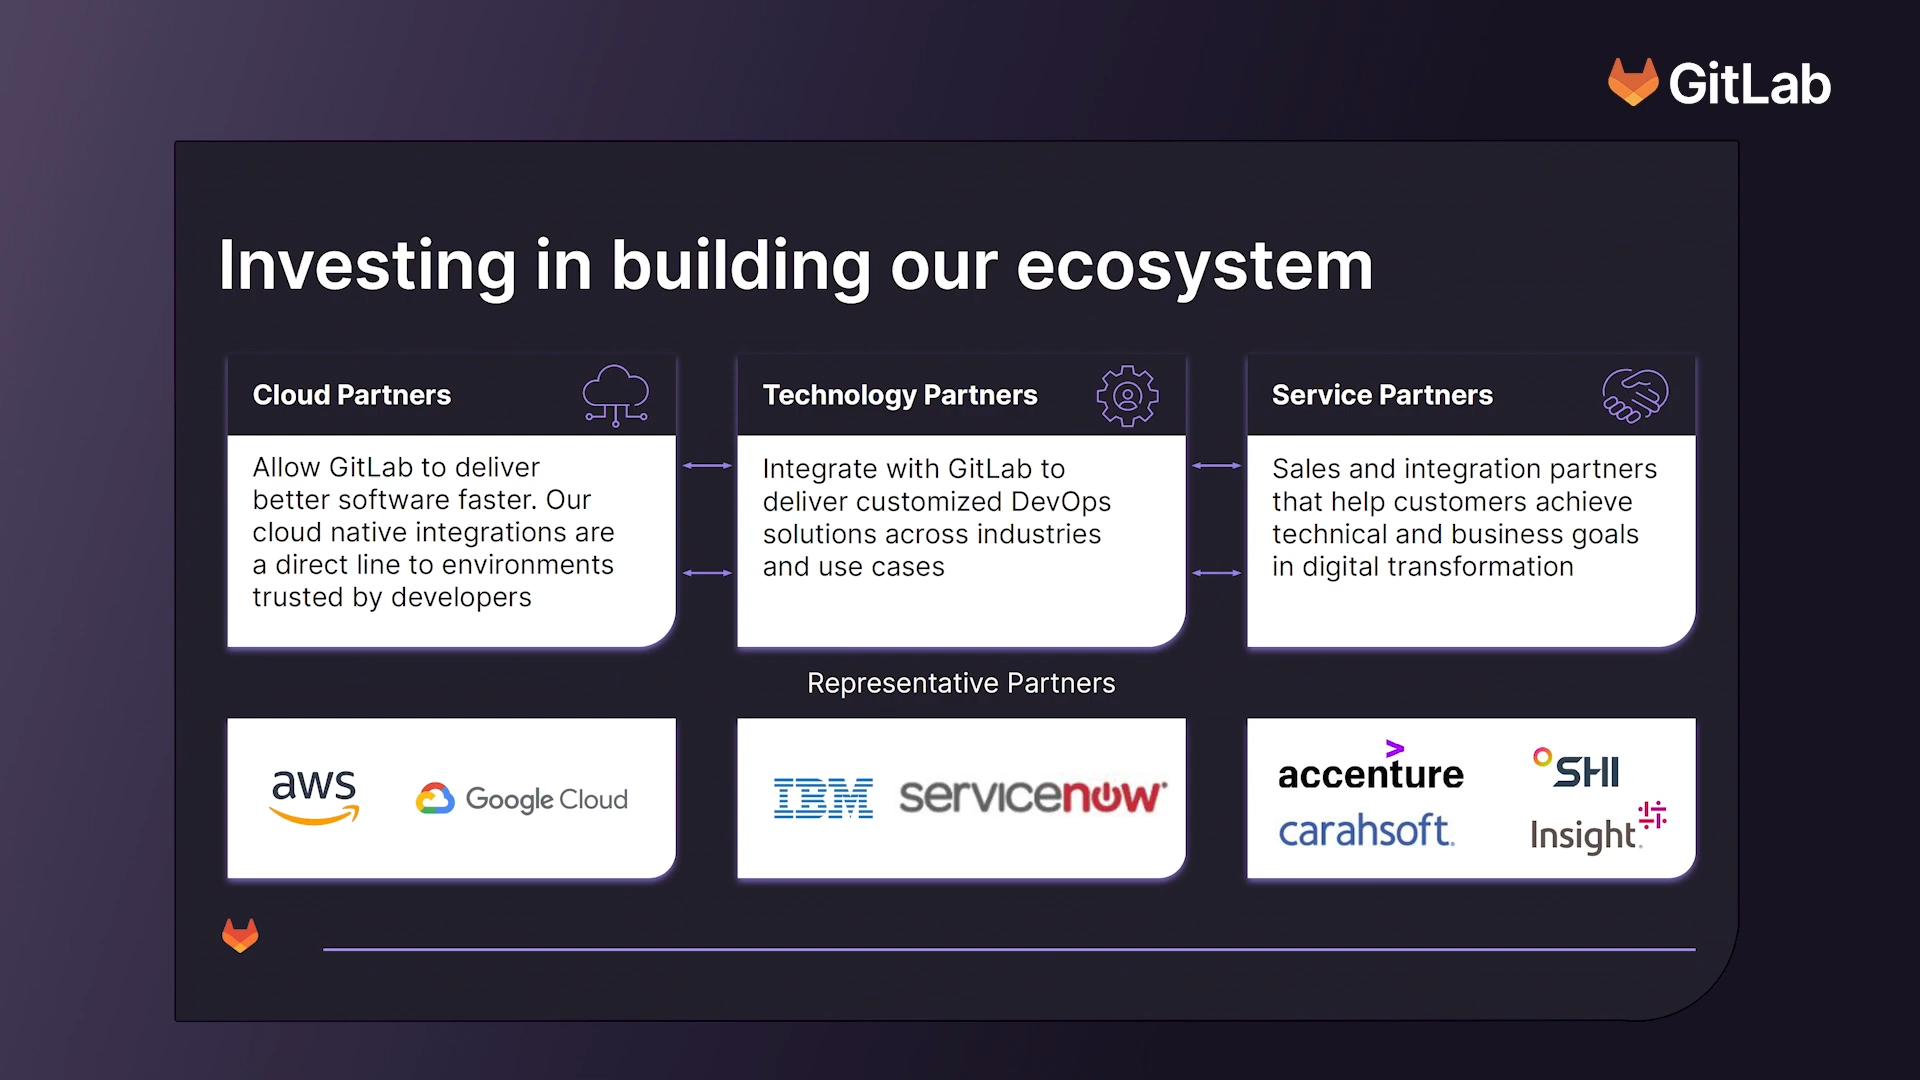 GitLab
Investing in building our ecosystem
Cloud Partners
Allow GitLab to deliver
better software faster. Our
cloud native integrations are
a direct line to environments
trusted by developers
Technology Partners
Integrate with GitLab to
deliver customized DevOps
solutions across industries
and use cases
Service Partners
Sales and integration partners
that help customers achieve
technical and business goals
in digital transformation
Representative Partners
aws
Google Cloud
IBM
servicenow
accenture
SHI
carahsoft.
Insight